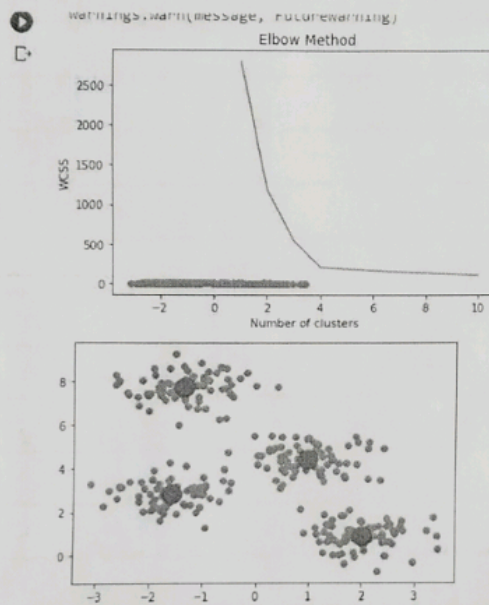 warnings.warn(message, FutureWarning)
Elbow Method
2500
2000
1500
1000
500
0
WCSS
−2 0 2 4 6 8 10
Number of clusters
8
6
4
2
0
−3 −2 −1 0 1 2 3